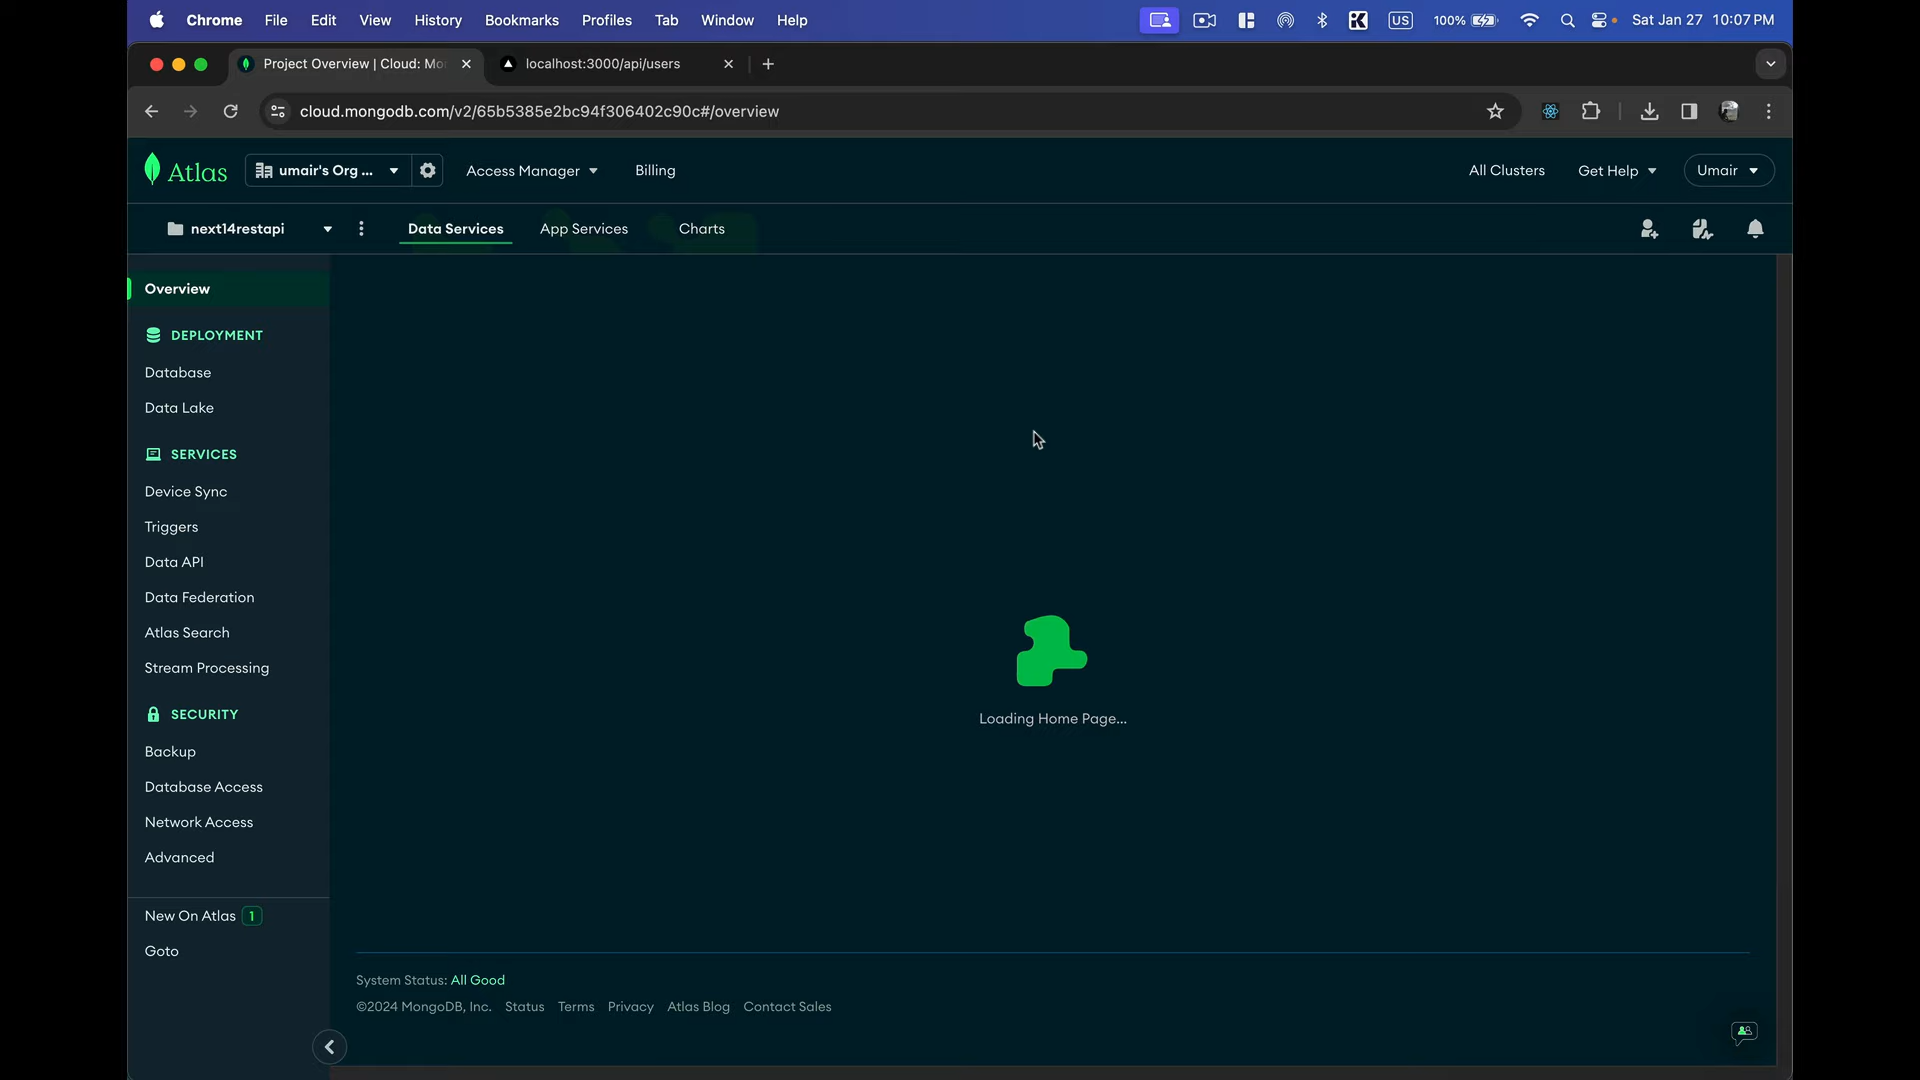 Chrome File Edit View History Bookmarks Profiles Tab Window Help US 100% Sat Jan 27 10:07 PM
Project Overview | Cloud: Mo localhost:3000/api/users
cloud.mongodb.com/v2/65b5385e2bc94f306402c90c#/overview
Atlas umair's Org ... Access Manager Billing All Clusters Get Help Umair
next14restapi Data Services App Services Charts
Overview
DEPLOYMENT
Database
Data Lake
SERVICES
Device Sync
Triggers
Data API
Data Federation
Atlas Search
Stream Processing
SECURITY
Backup
Database Access
Network Access
Advanced
New On Atlas 1
Goto
Loading Home Page...
System Status: All Good
©2024 MongoDB, Inc. Status Terms Privacy Atlas Blog Contact Sales